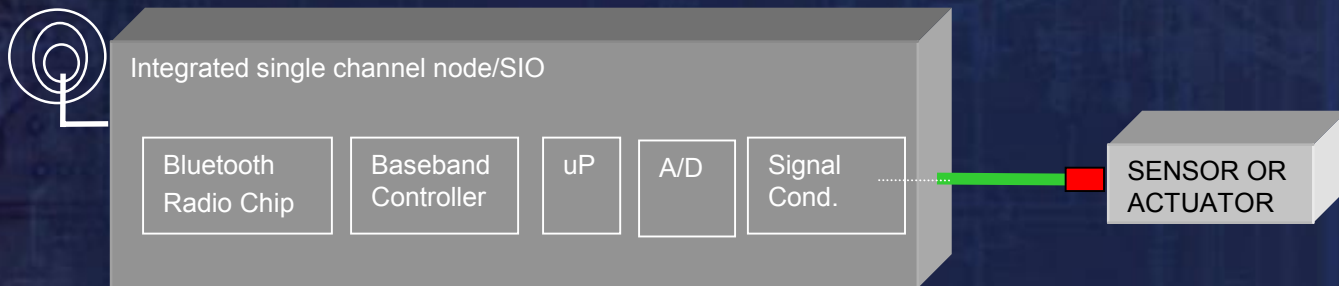 Integrated single channel node/SIO
Bluetooth
Radio Chip
Baseband
Controller
uP
A/D
Signal
Cond.
SENSOR OR
ACTUATOR